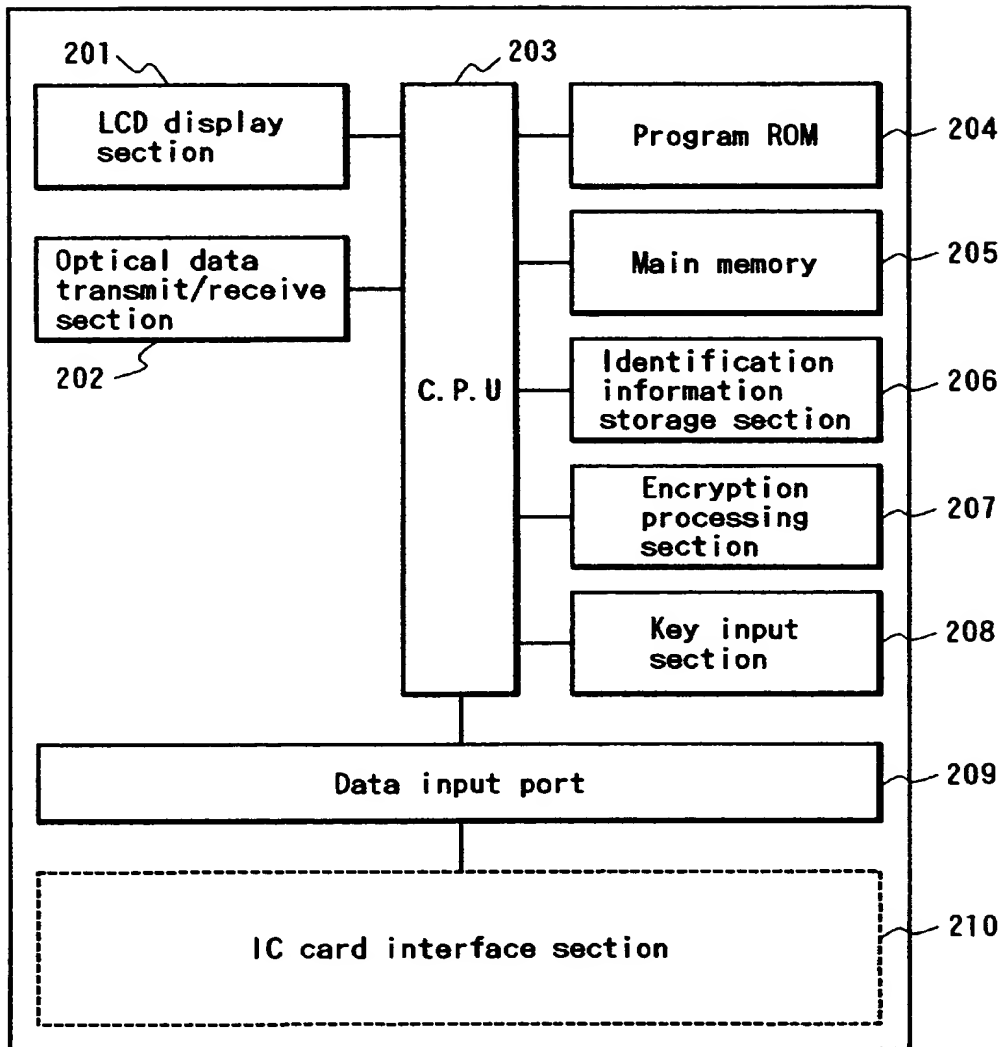 201
LCD display
section
203
Program ROM
204
Optical data
transmit/receive
section
202
Main memory
205
C.P.U
Identification
information
storage section
206
Encryption
processing
section
207
Key input
section
208
Data input port
209
IC card interface section
210